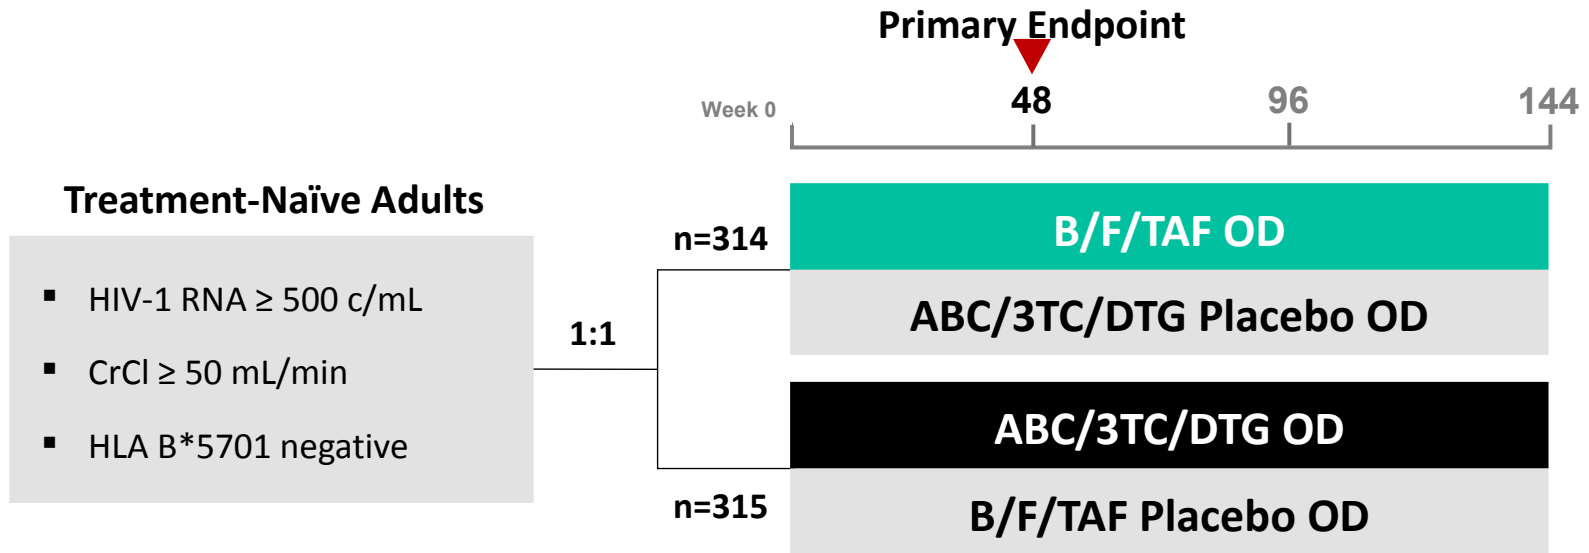 Primary Endpoint
Week 0 48 96 144
Treatment-Naïve Adults
▪ HIV-1 RNA ≥ 500 c/mL
▪ CrCl ≥ 50 mL/min
▪ HLA B*5701 negative
1:1
n=314
B/F/TAF OD
ABC/3TC/DTG Placebo OD
ABC/3TC/DTG OD
n=315
B/F/TAF Placebo OD